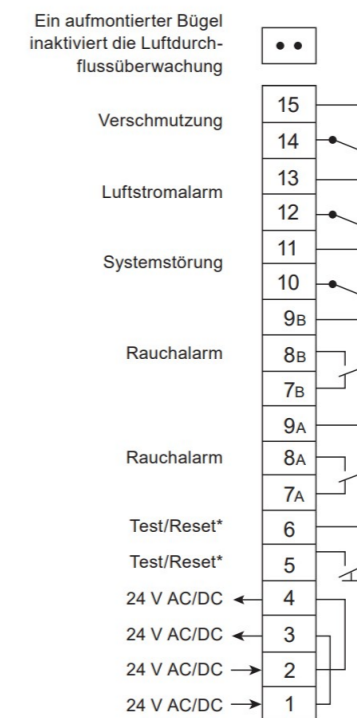 Ein aufmontierter Bügel
inaktiviert die Luftdurch-
flussüberwachung
15
Verschmutzung
14
13
Luftstromalarm
12
11
Systemstörung
10
9B
Rauchalarm
8B
7B
9A
Rauchalarm
8A
7A
Test/Reset*
6
Test/Reset*
5
24 V AC/DC
4
24 V AC/DC
3
24 V AC/DC
2
24 V AC/DC
1